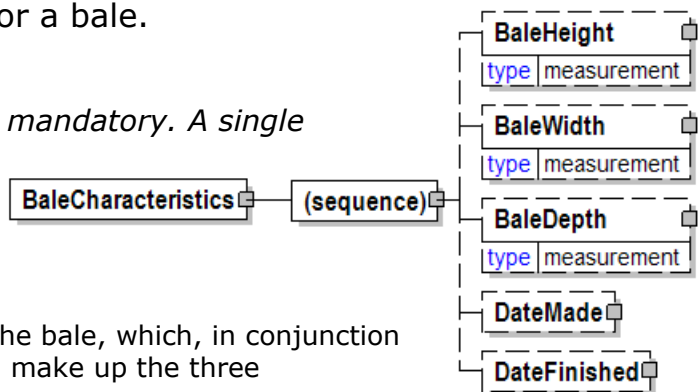 or a bale.
mandatory. A single
he bale, which, in conjunction
make up the three
BaleCharacteristics
(sequence)
BaleHeight
type measurement
BaleWidth
type measurement
BaleDepth
type measurement
DateMade
DateFinished